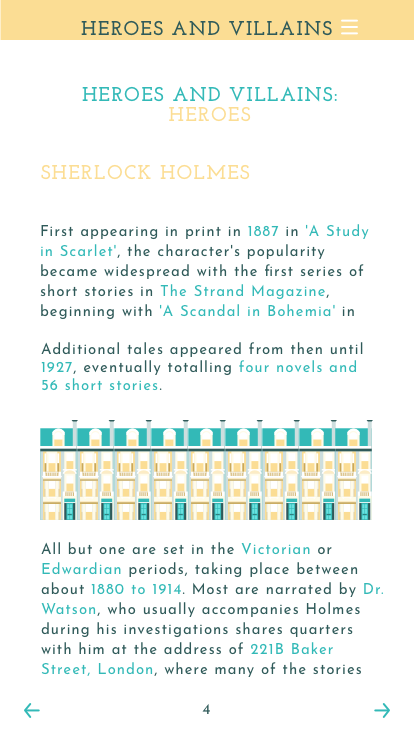 HEROES AND VILLAINS
HEROES AND VILLAINS:
HEROES
SHERLOCK HOLMES
First appearing in print in 1887 in 'A Study
in Scarlet', the character's popularity
became widespread with the first series of
short stories in The Strand Magazine,
beginning with 'A Scandal in Bohemia' in
Additional tales appeared from then until
1927, eventually totalling four novels and
56 short stories.
All but one are set in the Victorian or
Edwardian periods, taking place between
about 1880 to 1914. Most are narrated by Dr.
Watson, who usually accompanies Holmes
during his investigations shares quarters
with him at the address of 221B Baker
Street, London, where many of the stories
4